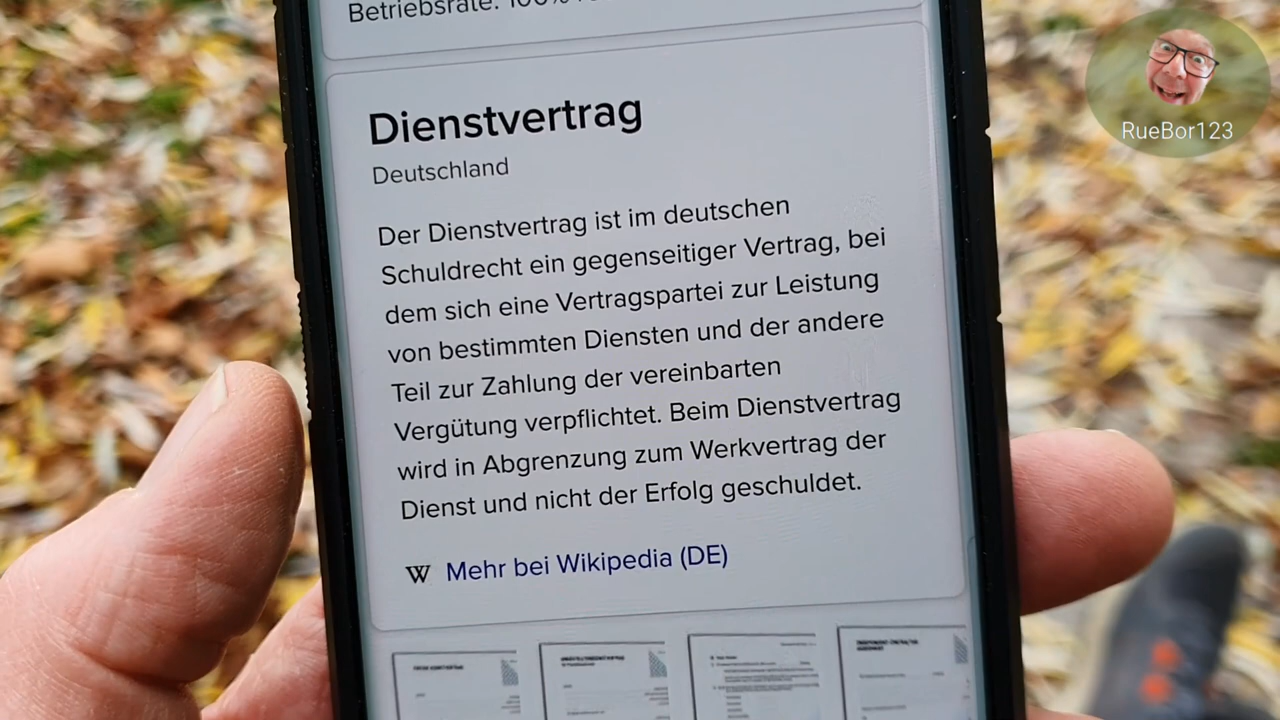 Betriebsräte: 100%
RueBor123
Dienstvertrag
Deutschland
Der Dienstvertrag ist im deutschen
Schuldrecht ein gegenseitiger Vertrag, bei
dem sich eine Vertragspartei zur Leistung
von bestimmten Diensten und der andere
Teil zur Zahlung der vereinbarten
Vergütung verpflichtet. Beim Dienstvertrag
wird in Abgrenzung zum Werkvertrag der
Dienst und nicht der Erfolg geschuldet.
W Mehr bei Wikipedia (DE)